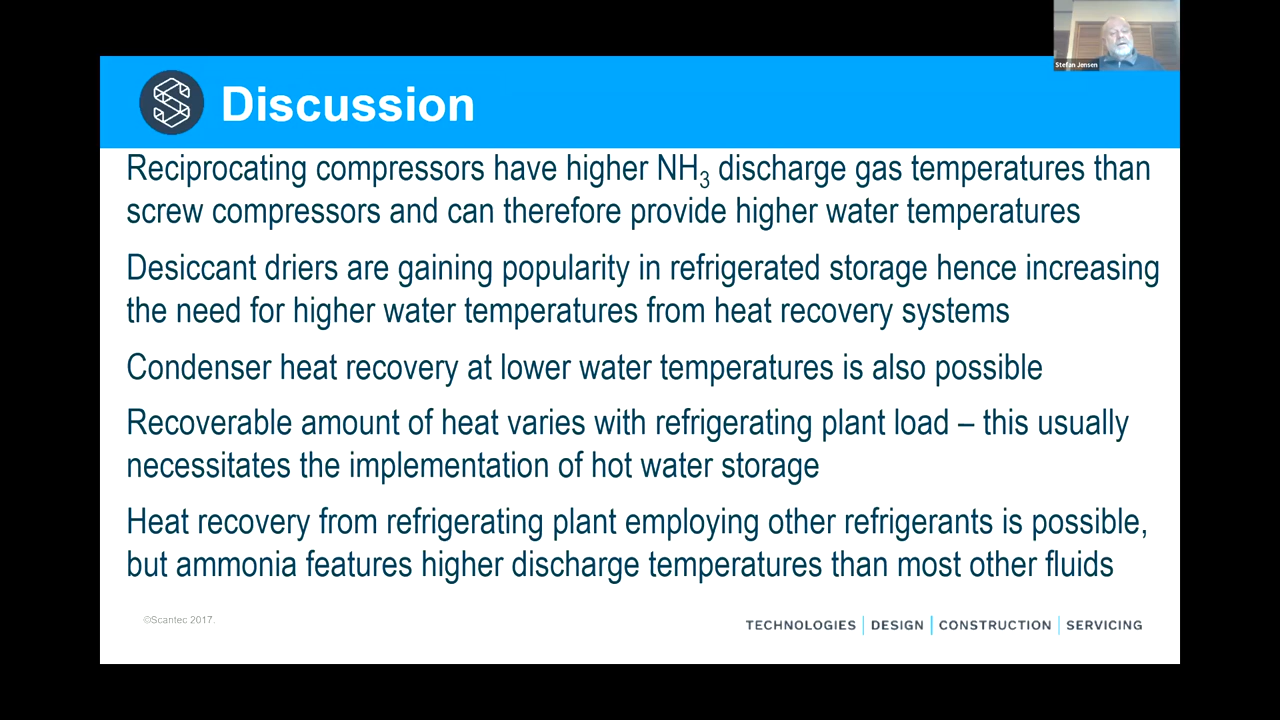 Stefan Jensen
Discussion
Reciprocating compressors have higher NH₃ discharge gas temperatures than
screw compressors and can therefore provide higher water temperatures
Desiccant driers are gaining popularity in refrigerated storage hence increasing
the need for higher water temperatures from heat recovery systems
Condenser heat recovery at lower water temperatures is also possible
Recoverable amount of heat varies with refrigerating plant load – this usually
necessitates the implementation of hot water storage
Heat recovery from refrigerating plant employing other refrigerants is possible,
but ammonia features higher discharge temperatures than most other fluids
©Scantec 2017.
TECHNOLOGIES | DESIGN | CONSTRUCTION | SERVICING